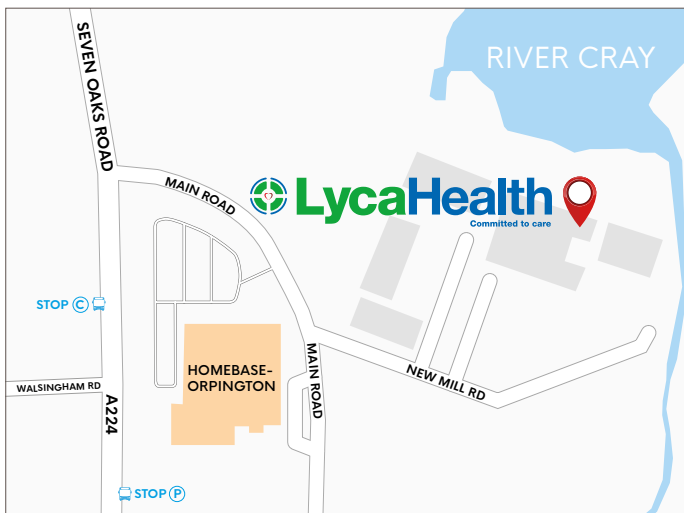 RIVER CRAY
SEVEN OAKS ROAD
MAIN ROAD
LycaHealth
Committed to care
STOP C
HOMEBASE-
ORPINGTON
MAIN ROAD
NEW MILL RD
WALSINGHAM RD
A224
STOP P